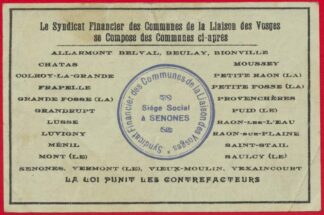 Le Syndicat Financier des Communes de la Liaison des Vosges
se Compose des Communes ci-après
ALLARMONT BELVAL, BEULAY, BIONVILLE
CHATAS
MOUSSEY
COLROY-LA-GRANDE
PETITE RAON (LA)
FRAPELLE
PETITE FOSSE (LA)
GRANDE FOSSE (LA)
PROVENCHÈRES
GRANDRUPT
PUID (LE)
LUSSE
RAON-LES-L'EAU
LUVIGNY
RAON-SUR-PLAINE
MÉNIL
SAINT-STAIL
MONT (LE)
SAULCY (LE)
SENONES, VERMONT (LE), VIEUX-MOULIN, VEXAINCOURT
LA LOI PUNIT LES CONTREFACTEURS
Syndicat Financier des Communes de la Liaison des Vosges
Siège Social
à SENONES